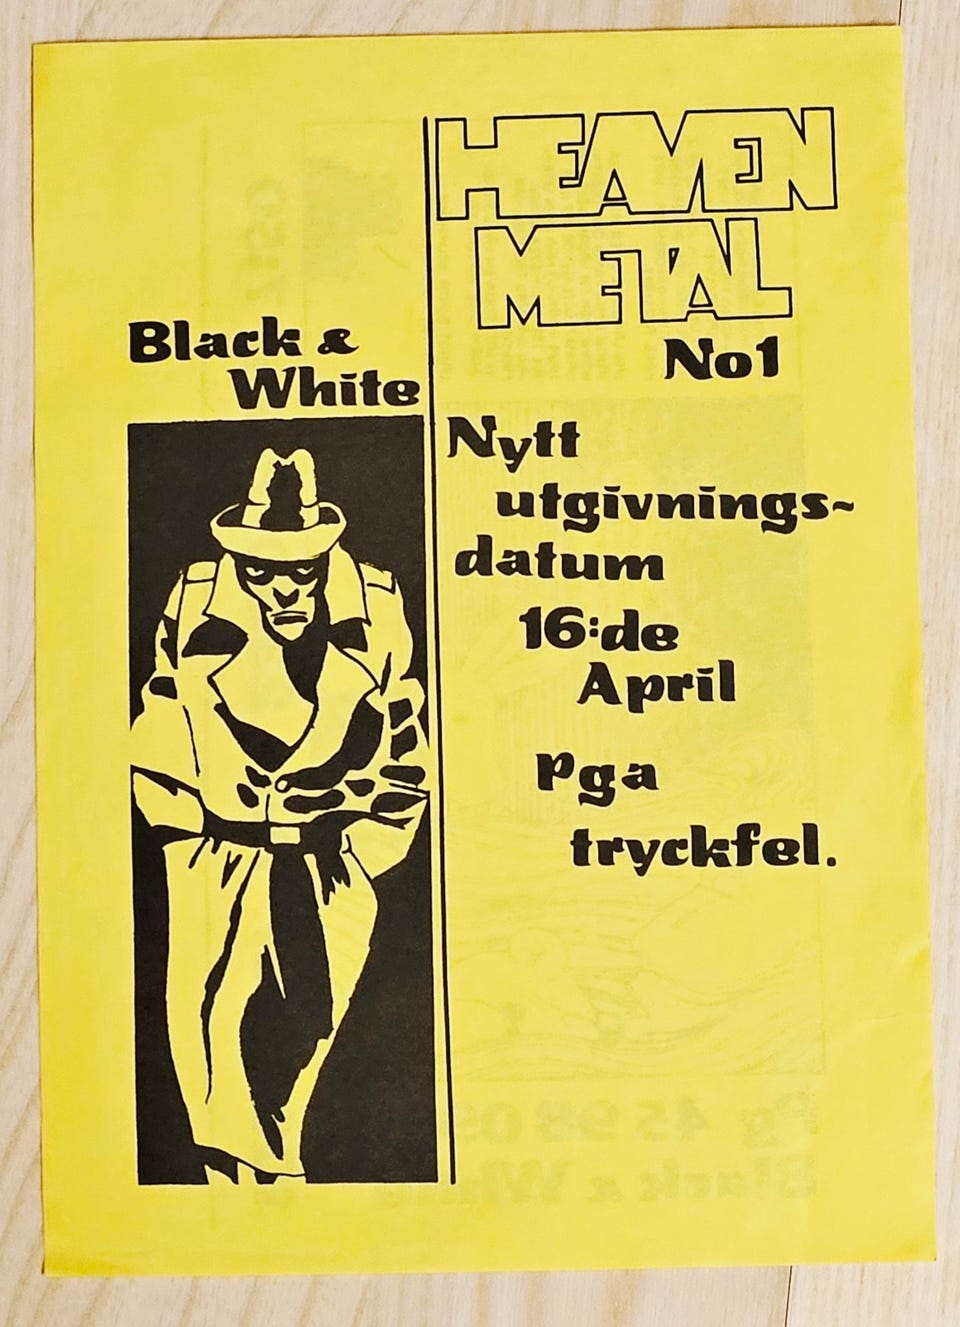 HEAVEN
METAL
No1
Black &
White
Nytt
utgivnings-
datum
16:de
April
Pga
tryckfel.